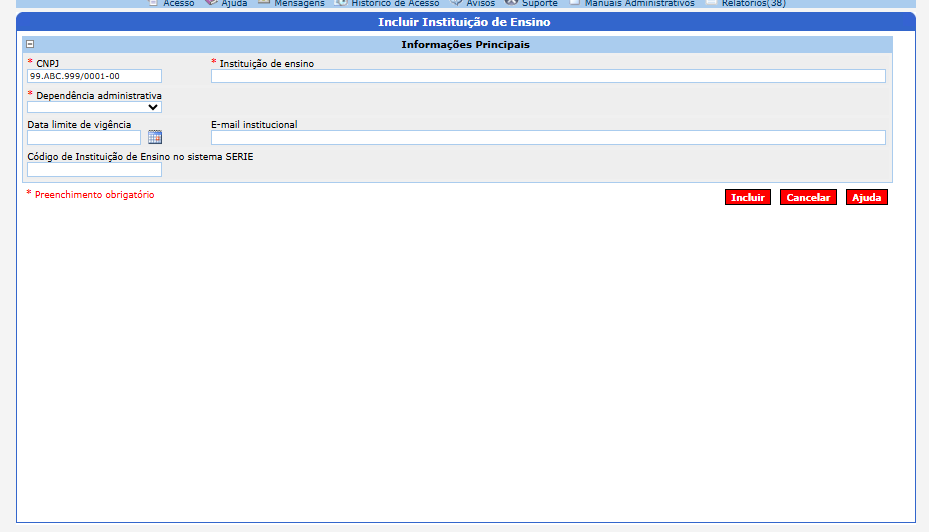 Acesso Ajuda Mensagens Histórico de Acesso Avisos Suporte Manuais Administrativos Relatórios(38)
Incluir Instituição de Ensino
Informações Principais
* CNPJ * Instituição de ensino
99.ABC.999/0001-00
* Dependência administrativa
Data limite de vigência E-mail institucional
Código de Instituição de Ensino no sistema SERIE
* Preenchimento obrigatório Incluir Cancelar Ajuda